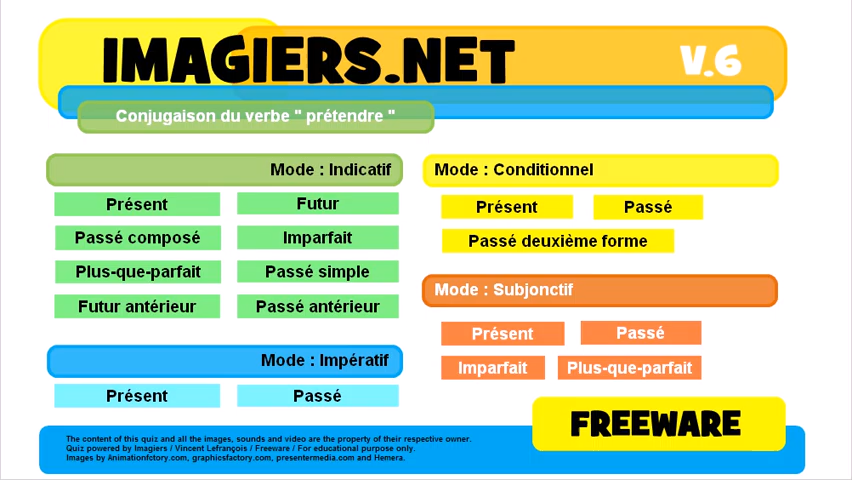 IMAGIERS.NET
V.6
Conjugaison du verbe " prétendre "
Mode : Indicatif
Présent
Futur
Passé composé
Imparfait
Plus-que-parfait
Passé simple
Futur antérieur
Passé antérieur
Mode : Impératif
Présent
Passé
Mode : Conditionnel
Présent
Passé
Passé deuxième forme
Mode : Subjonctif
Présent
Passé
Imparfait
Plus-que-parfait
FREEWARE
The content of this quiz and all the images, sounds and video are the property of their respective owner.
Quiz powered by Imagiers / Vincent Lefrançois / Freeware / For educational purpose only.
Images by Animationfctory.com, graphicsfactory.com, presentermedia.com and Hemera.